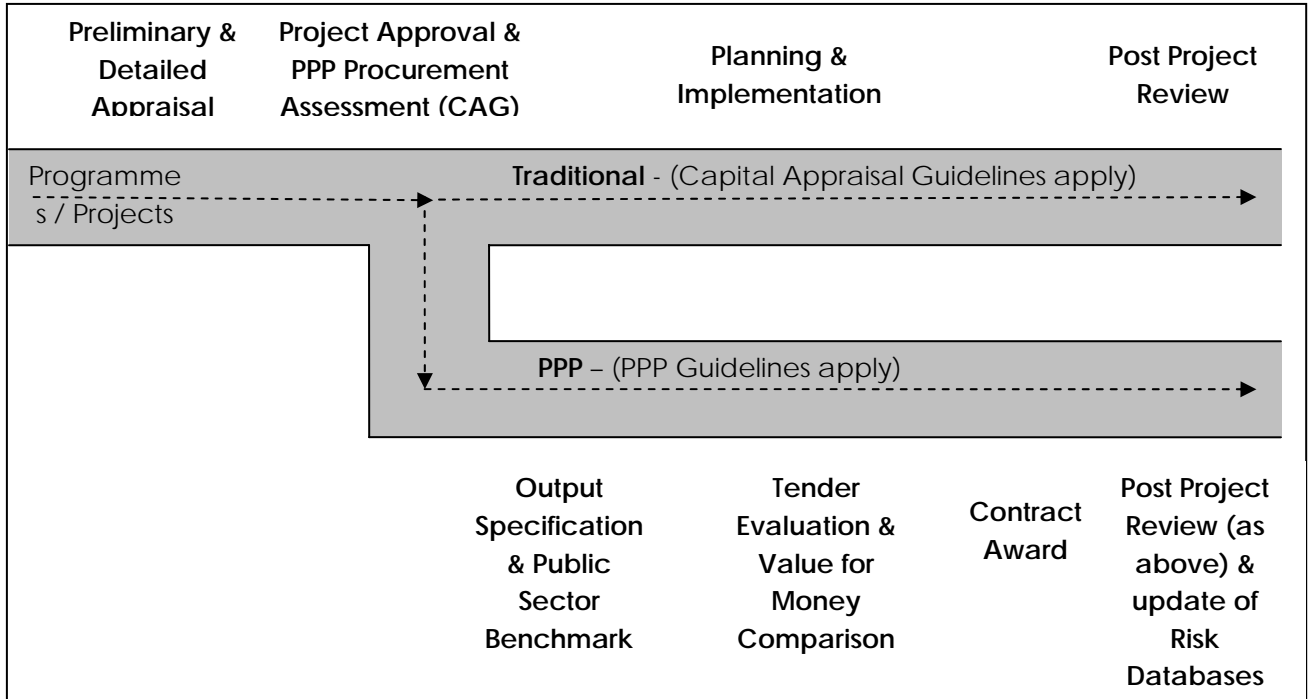 Preliminary &
Detailed
Appraisal
Project Approval &
PPP Procurement
Assessment (CAG)
Planning &
Implementation
Post Project
Review
Programme
s / Projects
Traditional - (Capital Appraisal Guidelines apply)
PPP – (PPP Guidelines apply)
Output
Specification
& Public
Sector
Benchmark
Tender
Evaluation &
Value for
Money
Comparison
Contract
Award
Post Project
Review (as
above) &
update of
Risk
Databases